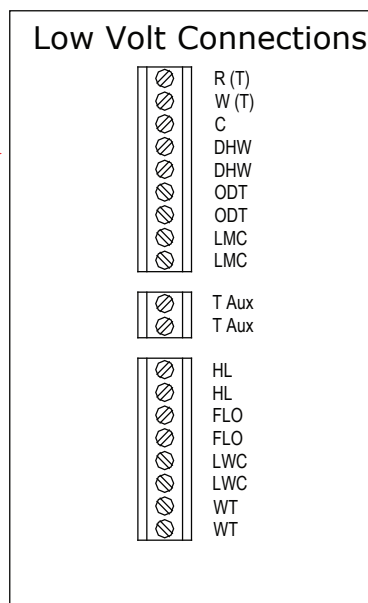 Low Volt Connections
R (T)
W (T)
C
DHW
DHW
ODT
ODT
LMC
LMC
T Aux
T Aux
HL
HL
FLO
FLO
LWC
LWC
WT
WT